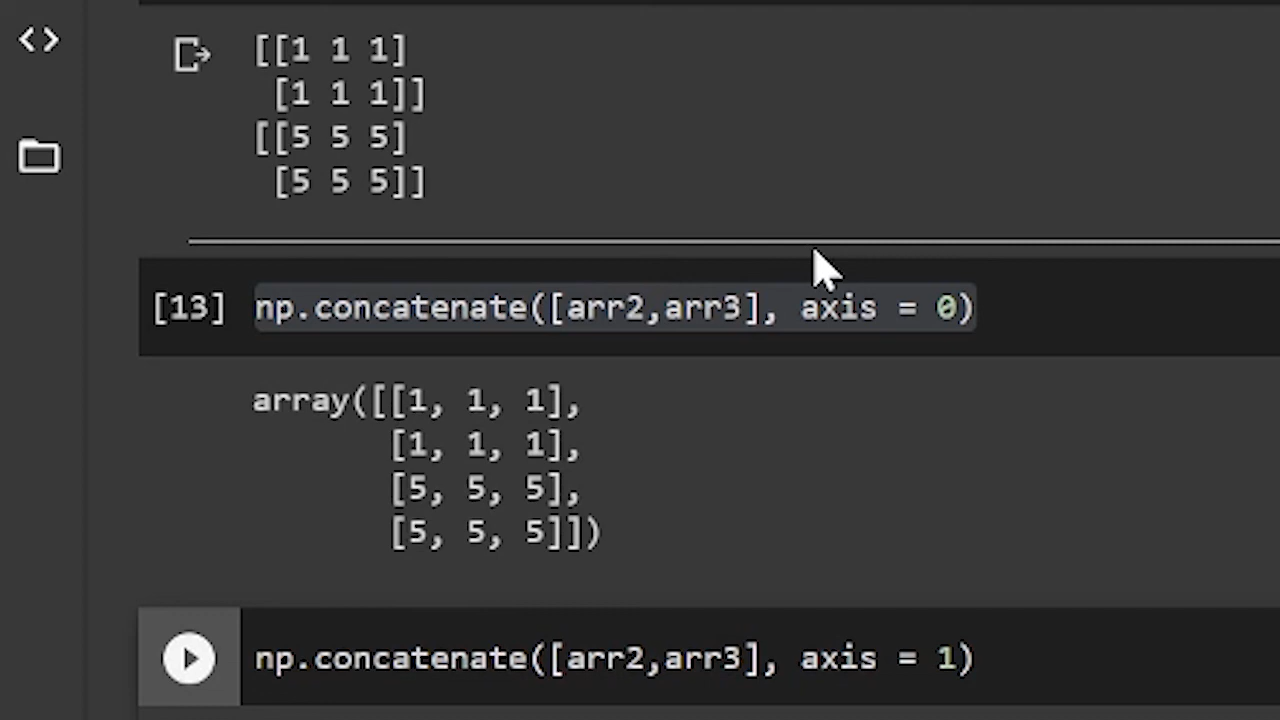 [[1 1 1]
[1 1 1]]
[[5 5 5]
[5 5 5]]
[13] np.concatenate([arr2,arr3], axis = 0)
array([[1, 1, 1],
[1, 1, 1],
[5, 5, 5],
[5, 5, 5]])
np.concatenate([arr2,arr3], axis = 1)